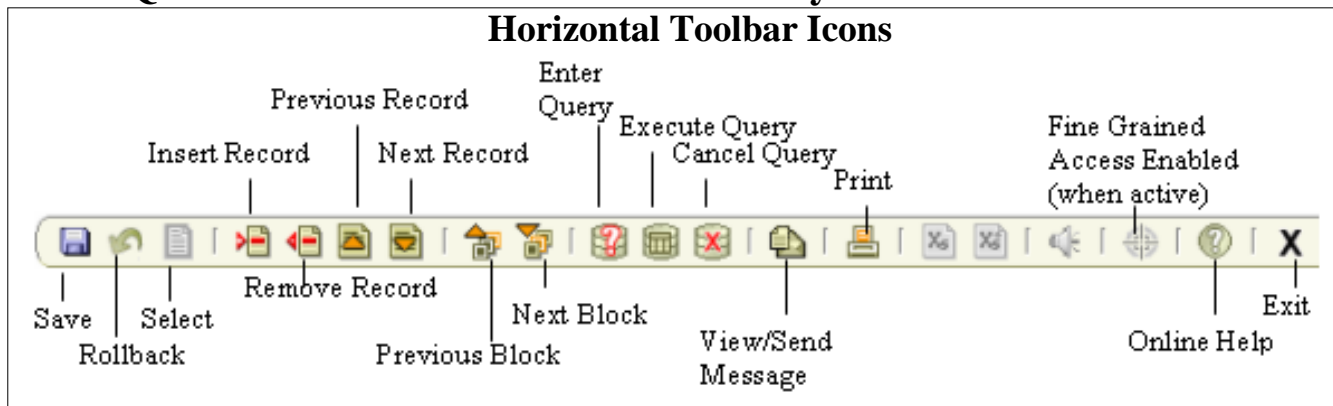 Horizontal Toolbar Icons
Enter
Query
Previous Record
Execute Query
Fine Grained
Access Enabled
(when active)
Insert Record
Next Record
Cancel Query
Print
X
Remove Record
Save
Select
Next Block
Exit
Rollback
Previous Block
View/Send
Message
Online Help